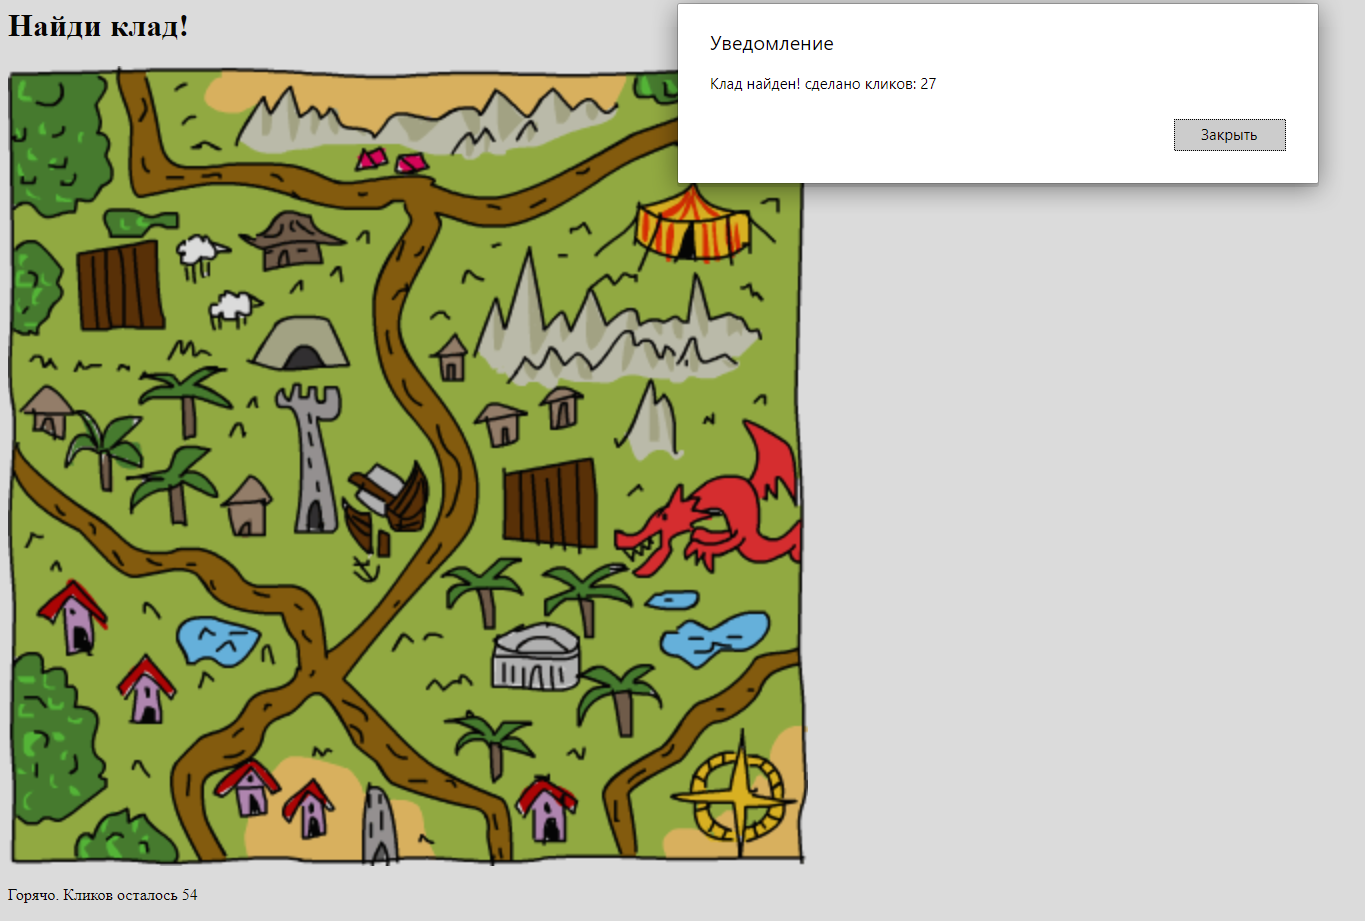 Найди клад!
Уведомление
Клад найден! сделано кликов: 27
Закрыть
Горячо. Кликов осталось 54